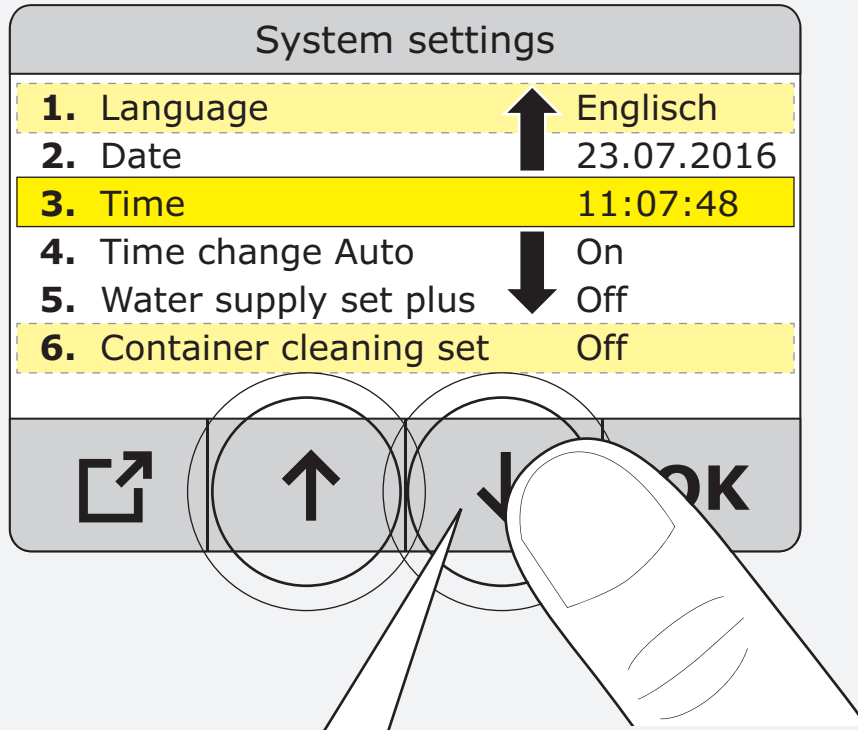 System settings
1. Language Englisch
2. Date 23.07.2016
3. Time 11:07:48
4. Time change Auto On
5. Water supply set plus Off
6. Container cleaning set Off
OK